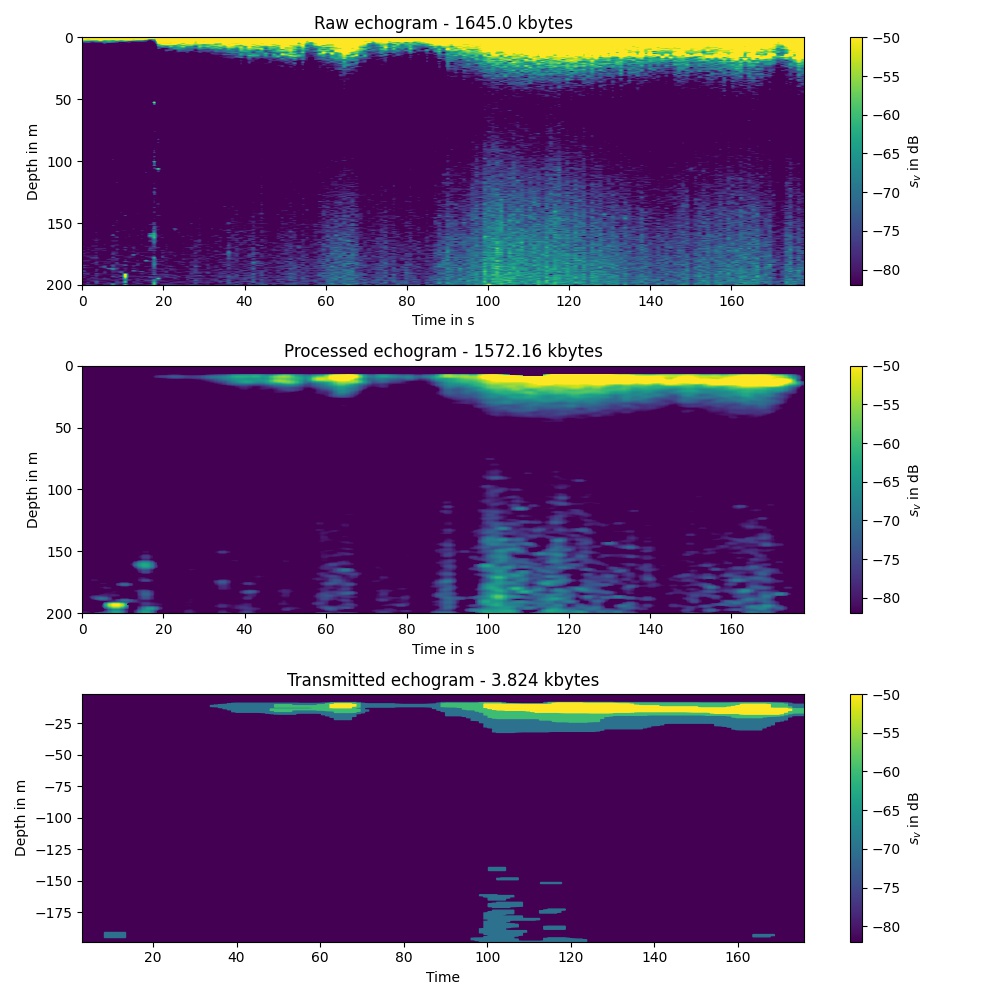 Raw echogram - 1645.0 kbytes
0
50
100
150
200
Depth in m
0 20 40 60 80 100 120 140 160
Time in s
−50
−55
−60
−65
−70
−75
−80
s_v in dB
Processed echogram - 1572.16 kbytes
0
50
100
150
200
Depth in m
0 20 40 60 80 100 120 140 160
Time in s
−50
−55
−60
−65
−70
−75
−80
s_v in dB
Transmitted echogram - 3.824 kbytes
−25
−50
−75
−100
−125
−150
−175
Depth in m
20 40 60 80 100 120 140 160
Time
−50
−55
−60
−65
−70
−75
−80
s_v in dB